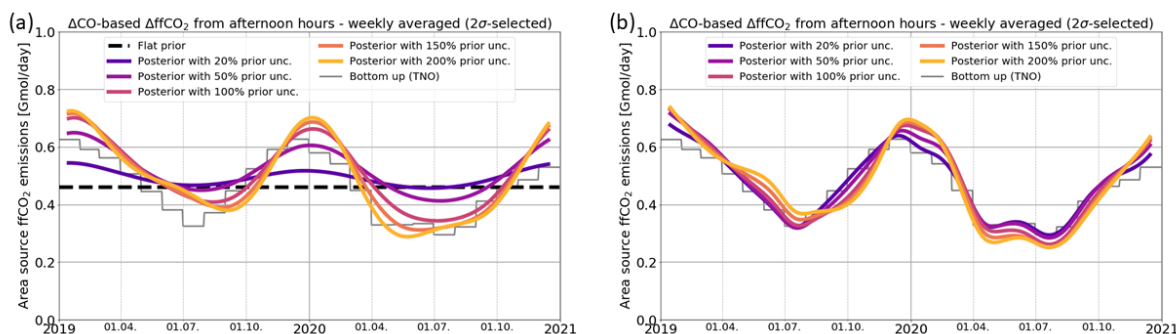 (a)
ΔCO-based ΔffCO₂ from afternoon hours - weekly averaged (2σ-selected)
Area source ffCO₂ emissions [Gmol/day]
1.0
0.8
0.6
0.4
0.2
0.0
Flat prior
Posterior with 20% prior unc.
Posterior with 50% prior unc.
Posterior with 100% prior unc.
Posterior with 150% prior unc.
Posterior with 200% prior unc.
Bottom up (TNO)
2019
01.04.
01.07.
01.10.
2020
01.04.
01.07.
01.10.
2021
(b)
ΔCO-based ΔffCO₂ from afternoon hours - weekly averaged (2σ-selected)
Area source ffCO₂ emissions [Gmol/day]
1.0
0.8
0.6
0.4
0.2
0.0
Posterior with 20% prior unc.
Posterior with 50% prior unc.
Posterior with 100% prior unc.
Posterior with 150% prior unc.
Posterior with 200% prior unc.
Bottom up (TNO)
2019
01.04.
01.07.
01.10.
2020
01.04.
01.07.
01.10.
2021